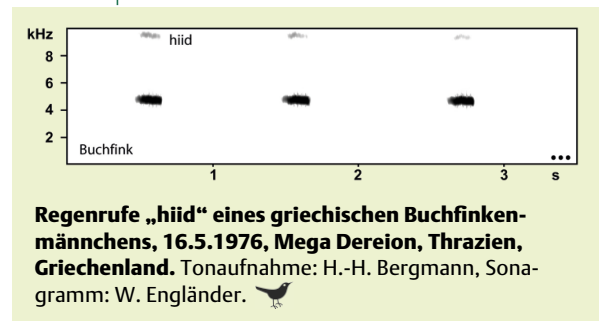 kHz
hiid
8
6
4
2
Buchfink
1 2 3 s
Regenrufe „hiid“ eines griechischen Buchfinken-
männchens, 16.5.1976, Mega Dereion, Thrazien,
Griechenland. Tonaufnahme: H.-H. Bergmann, Sona-
gramm: W. Engländer.